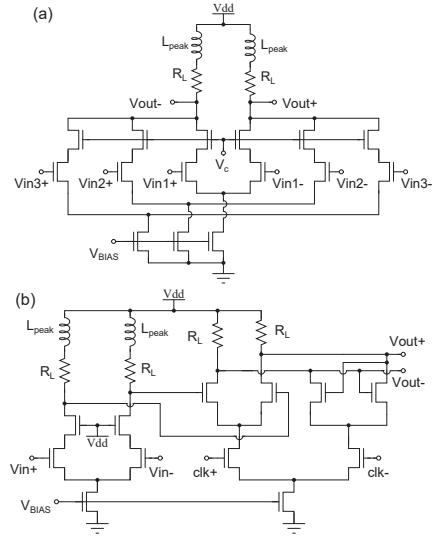 (a)
Vdd
Lpeak Lpeak
RL RL
Vout- Vout+
Vc
Vin3+ Vin2+ Vin1+ Vin1- Vin2- Vin3-
VBIAS
(b)
Vdd
Lpeak Lpeak RL RL
Vout+
RL RL
Vout-
Vdd
Vin+ Vin- clk+ clk-
VBIAS